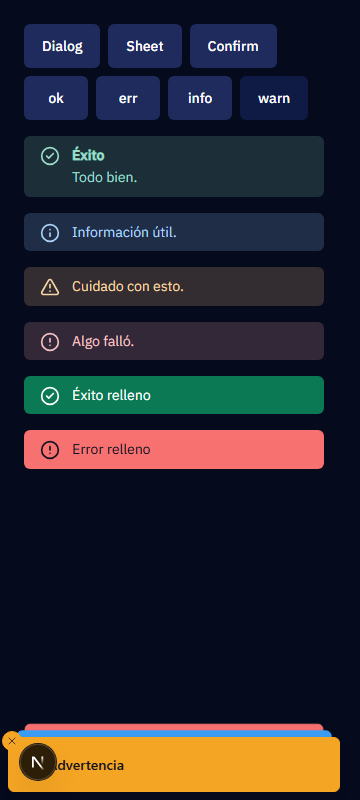 Dialog Sheet Confirm
ok err info warn
Éxito
Todo bien.
Información útil.
Cuidado con esto.
Algo falló.
Éxito relleno
Error relleno
N dvertencia